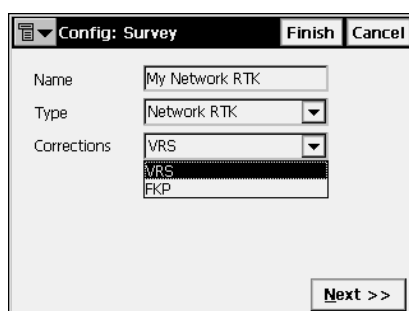 Config: Survey Finish Cancel
Name My Network RTK
Type Network RTK
Corrections VRS
VRS
FKP
Next >>